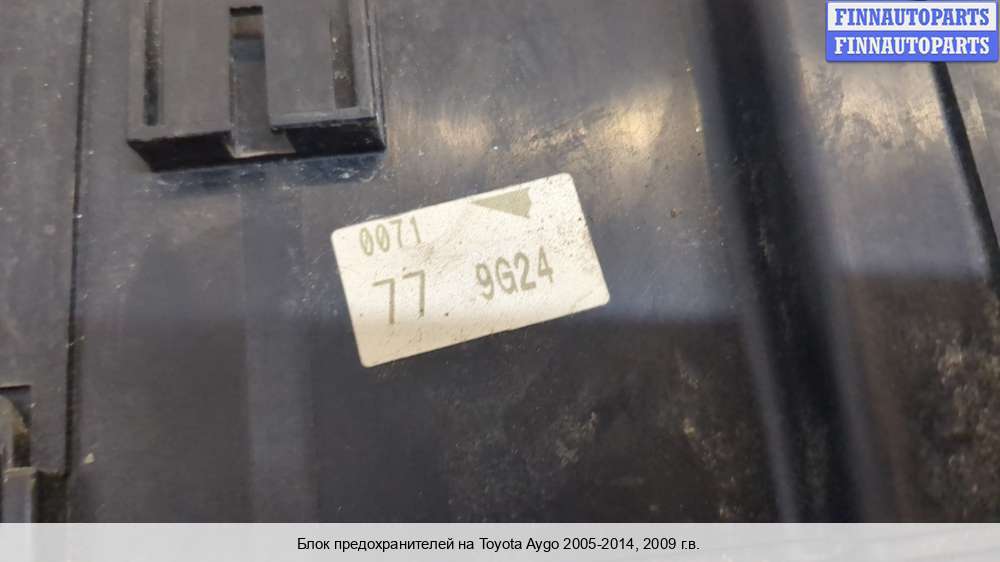 FINNAUTOPARTS
FINNAUTOPARTS
0071
77 9G24
Блок предохранителей на Toyota Aygo 2005-2014, 2009 г.в.